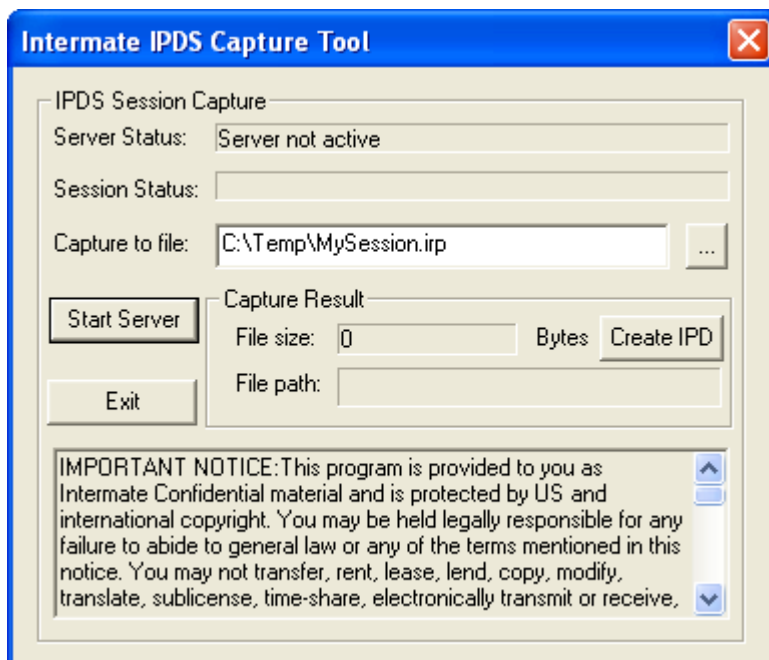 Intermate IPDS Capture Tool
IPDS Session Capture
Server Status: Server not active
Session Status:
Capture to file: C:\Temp\MySession.irp ...
Start Server
Capture Result
File size: 0 Bytes Create IPD
File path:
Exit
IMPORTANT NOTICE:This program is provided to you as
Intermate Confidential material and is protected by US and
international copyright. You may be held legally responsible for any
failure to abide to general law or any of the terms mentioned in this
notice. You may not transfer, rent, lease, lend, copy, modify,
translate, sublicense, time-share, electronically transmit or receive,